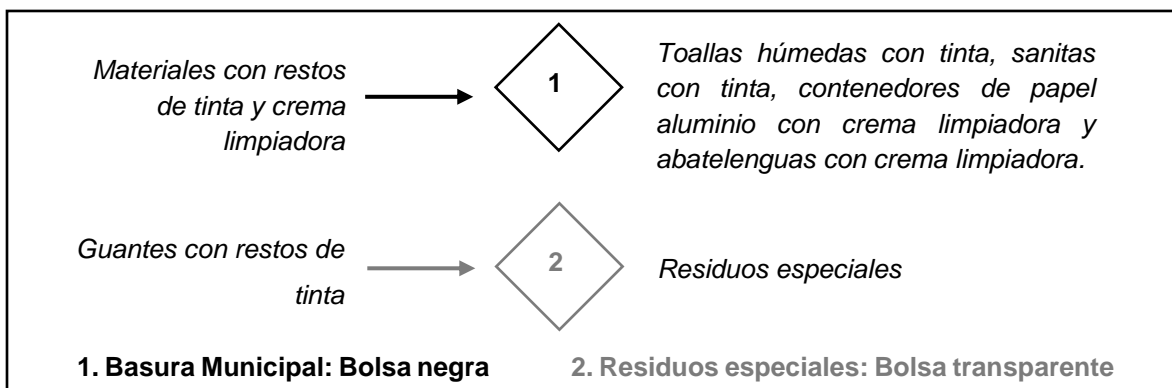 Materiales con restos
de tinta y crema
limpiadora
1
Toallas húmedas con tinta, sanitas
con tinta, contenedores de papel
aluminio con crema limpiadora y
abatelenguas con crema limpiadora.
Guantes con restos de
tinta
2
Residuos especiales
1. Basura Municipal: Bolsa negra
2. Residuos especiales: Bolsa transparente